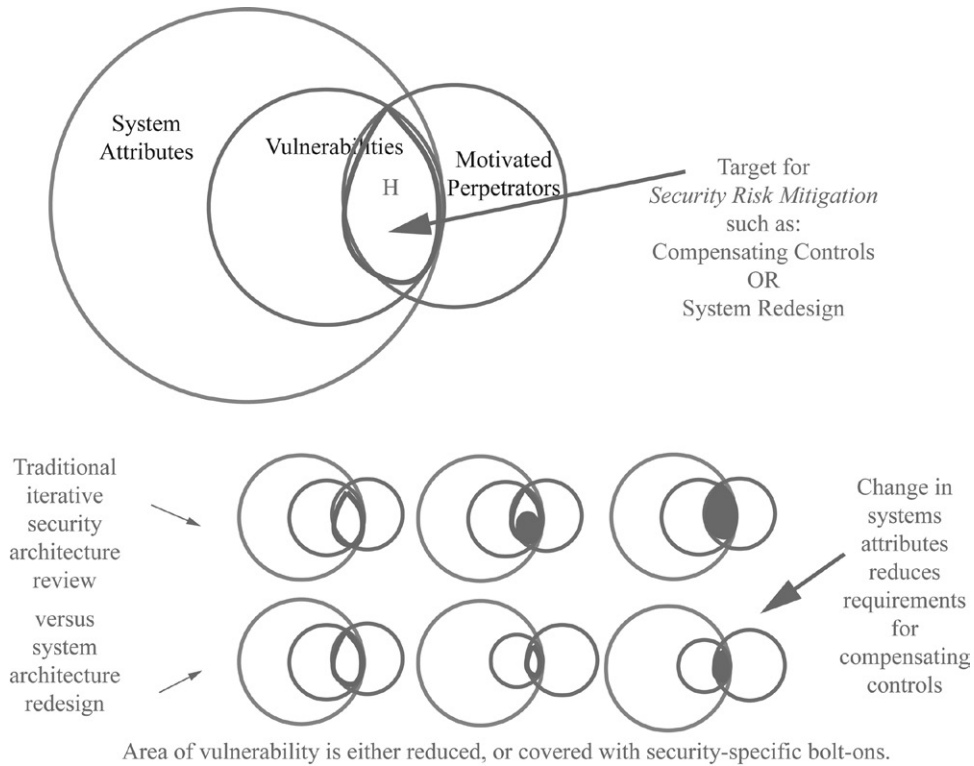 System
Attributes
Vulnerabilities
H
Motivated
Perpetrators
Target for
Security Risk Mitigation
such as:
Compensating Controls
OR
System Redesign
Traditional
iterative
security
architecture
review
versus
system
architecture
redesign
Change in
systems
attributes
reduces
requirements
for
compensating
controls
Area of vulnerability is either reduced, or covered with security-specific bolt-ons.